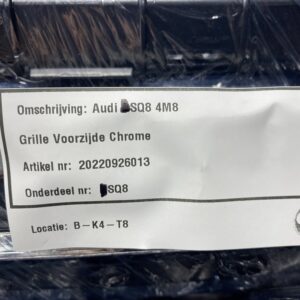 Omschrijving: Audi SQ8 4M8
Grille Voorzijde Chrome
Artikel nr: 20220926013
Onderdeel nr: SQ8
Locatie: B-K4-T8